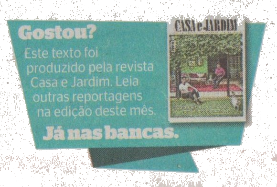 Gostou?
Este texto foi
produzido pela revista
Casa e Jardim. Leia
outras reportagens
na edição deste mês.
Já nas bancas.
CASA e JARDIM